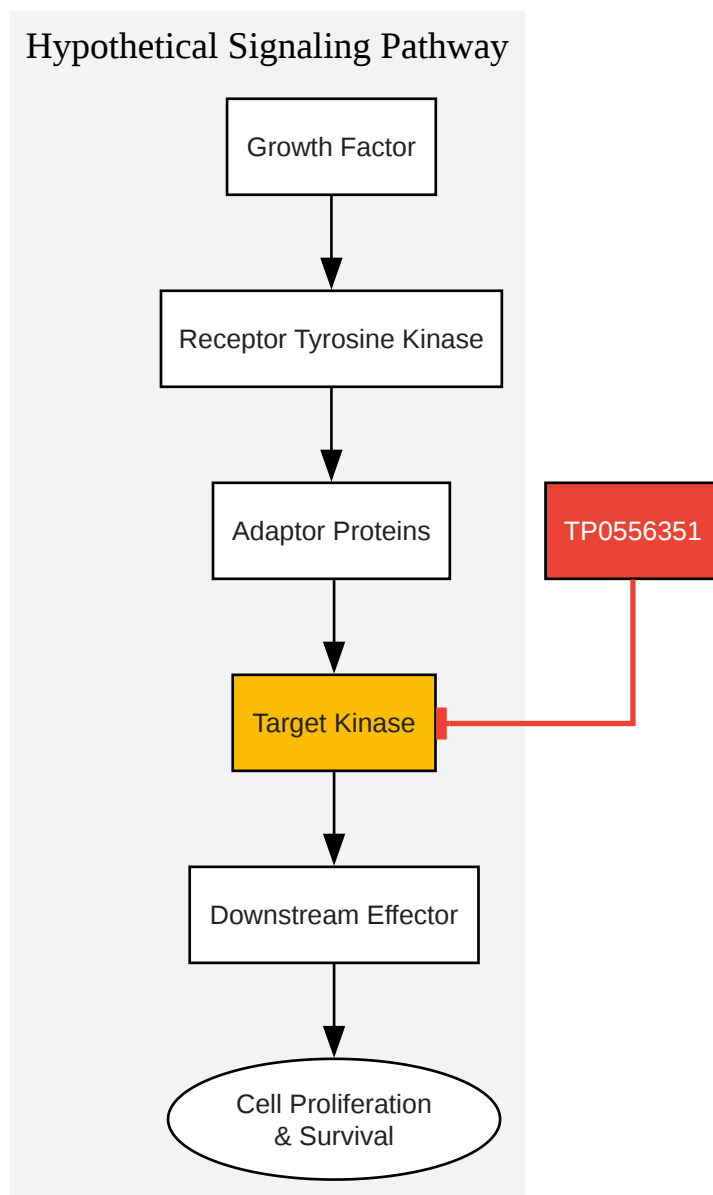 Hypothetical Signaling Pathway
Growth Factor
Receptor Tyrosine Kinase
Adaptor Proteins
TP0556351
Target Kinase
Downstream Effector
Cell Proliferation
& Survival